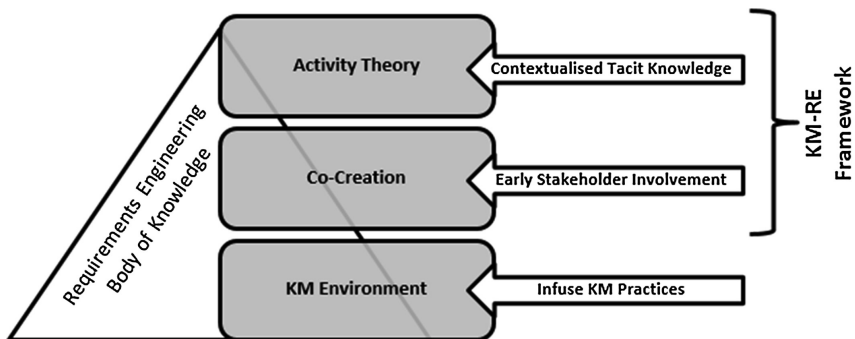 Requirements Engineering
Body of Knowledge
Activity Theory
Contextualised Tacit Knowledge
Co-Creation
Early Stakeholder Involvement
KM Environment
Infuse KM Practices
KM-RE
Framework